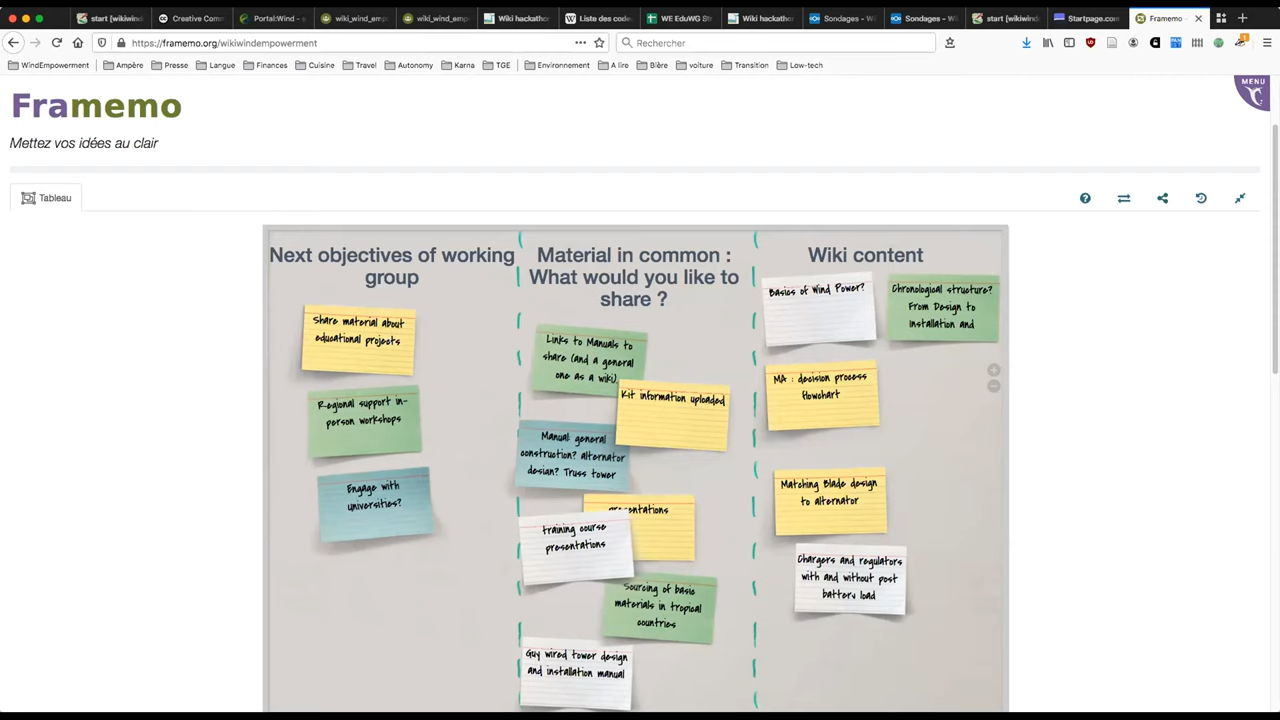 start [wikiwind
Creative Comm
Portal:Wind –
wiki_wind_emp
wiki_wind_emp
Wiki hackathon
Liste des codes
WE EduWG Str
Wiki hackathon
Sondages - Wi
Sondages - Wi
start [wikiwind
Startpage.com
Framemo -
https://framemo.org/wikiwindempowerment
Rechercher
WindEmpowerment
Ampère
Presse
Langue
Finances
Cuisine
Travel
Autonomy
Karna
TGE
Environnement
A lire
Bière
voiture
Transition
Low-tech
MENU
Framemo
Mettez vos idées au clair
Tableau
Next objectives of working
group
Share material about
educational projects
Regional support in-
person workshops
Engage with
universities?
Material in common :
What would you like to
share ?
Links to Manuals to
share (and a general
one as a wiki)
Kit information uploaded
Manual: general
construction? alternator
design? Truss tower
presentations
training course
presentations
Sourcing of basic
materials in tropical
countries
Guy wired tower design
and installation manual
Wiki content
Basics of Wind Power?
Chronological structure?
From Design to
installation and
MA : decision process
flowchart
Matching Blade design
to alternator
Chargers and regulators
with and without post
battery load